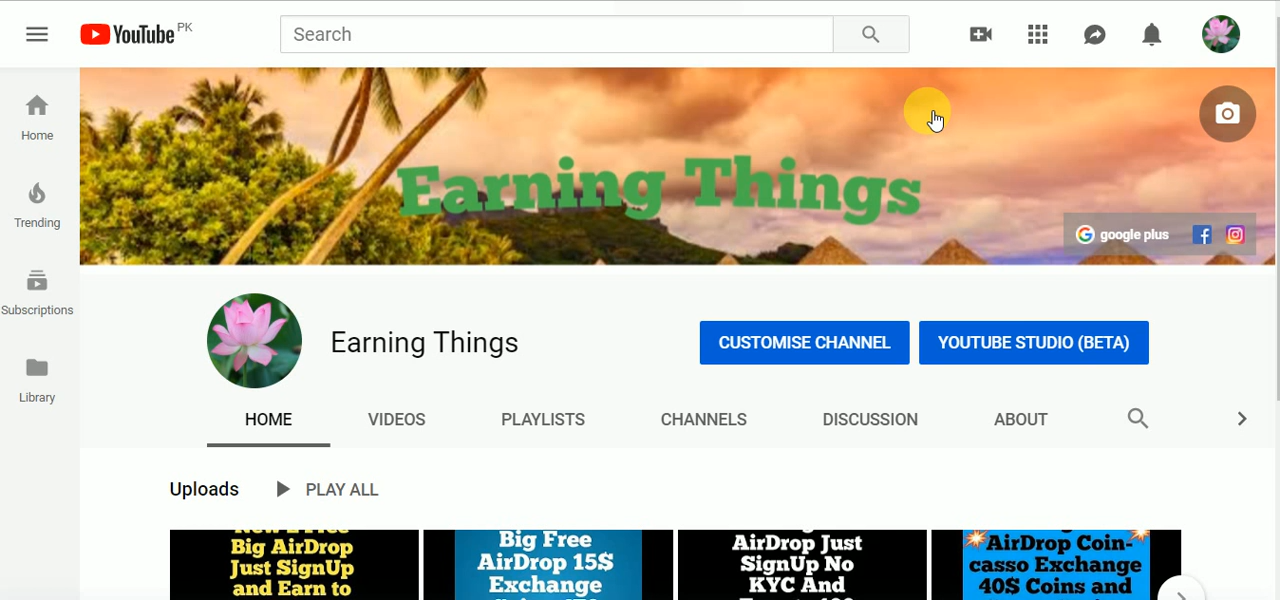 YouTube PK
Search
Home
Trending
Subscriptions
Library
Earning Things
google plus
Earning Things
CUSTOMISE CHANNEL
YOUTUBE STUDIO (BETA)
HOME
VIDEOS
PLAYLISTS
CHANNELS
DISCUSSION
ABOUT
Uploads
PLAY ALL
Big AirDrop
Just SignUp
and Earn to
Big Free
AirDrop 15$
Exchange
AirDrop Just
SignUp No
KYC And
AirDrop Coin-
casso Exchange
40$ Coins and